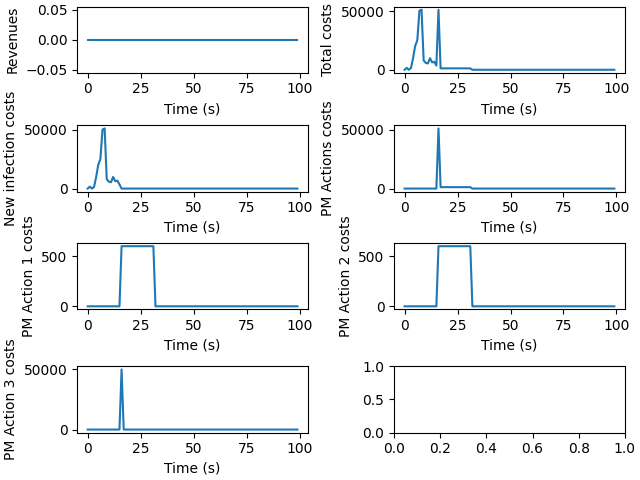 Revenues
0.05
0.00
−0.05
0 25 50 75 100
Time (s)
Total costs
50000
0
0 25 50 75 100
Time (s)
New infection costs
50000
0
0 25 50 75 100
Time (s)
PM Actions costs
50000
0
0 25 50 75 100
Time (s)
PM Action 1 costs
500
0
0 25 50 75 100
Time (s)
PM Action 2 costs
500
0
0 25 50 75 100
Time (s)
PM Action 3 costs
50000
0
0 25 50 75 100
Time (s)
1.0
0.5
0.0
0.0 0.2 0.4 0.6 0.8 1.0